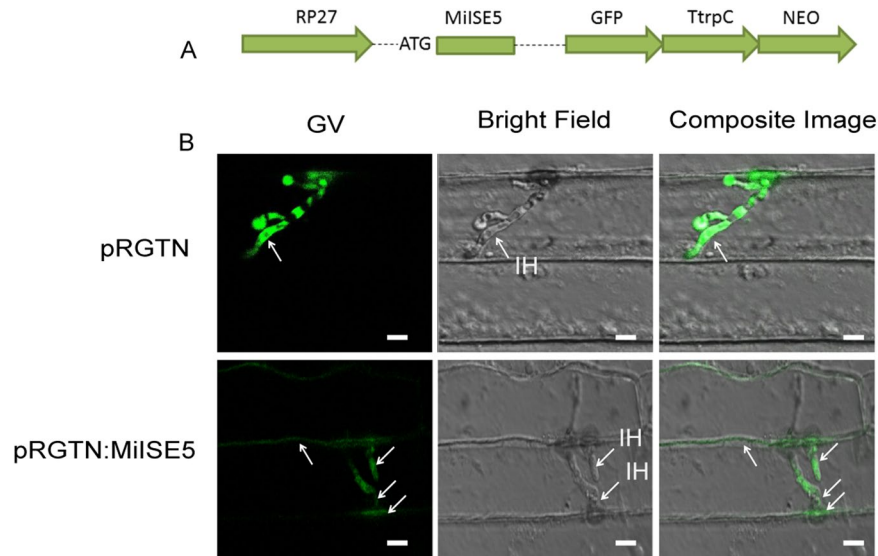 RP27
MiISE5
GFP
TtrpC
NEO
A
ATG
GV
Bright Field
Composite Image
B
pRGTN
IH
pRGTN:MiISE5
IH
IH